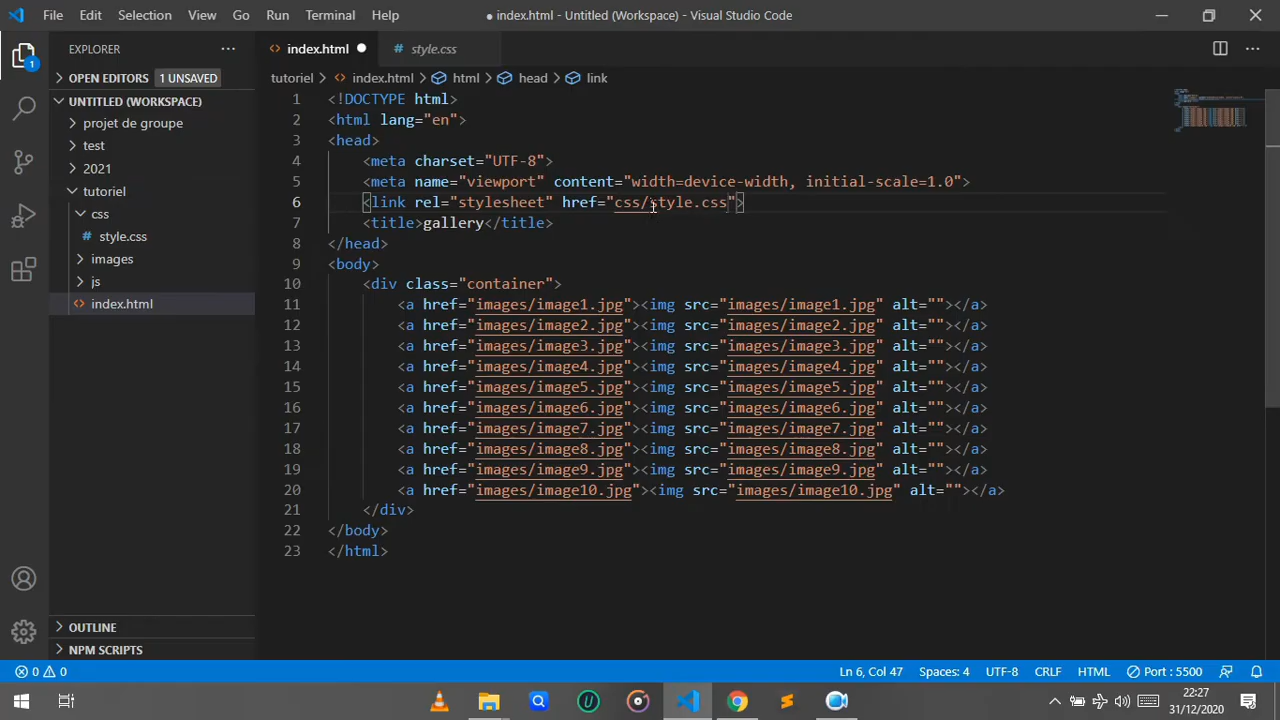 File Edit Selection View Go Run Terminal Help
● index.html - Untitled (Workspace) - Visual Studio Code
EXPLORER
OPEN EDITORS 1 UNSAVED
UNTITLED (WORKSPACE)
projet de groupe
test
2021
tutoriel
css
style.css
images
js
index.html
OUTLINE
NPM SCRIPTS
1
index.html ●
style.css
tutoriel > index.html > html > head > link
1 <!DOCTYPE html>
2 <html lang="en">
3 <head>
4 <meta charset="UTF-8">
5 <meta name="viewport" content="width=device-width, initial-scale=1.0">
6 <link rel="stylesheet" href="css/style.css">
7 <title>gallery</title>
8 </head>
9 <body>
10 <div class="container">
11 <a href="images/image1.jpg"><img src="images/image1.jpg" alt=""></a>
12 <a href="images/image2.jpg"><img src="images/image2.jpg" alt=""></a>
13 <a href="images/image3.jpg"><img src="images/image3.jpg" alt=""></a>
14 <a href="images/image4.jpg"><img src="images/image4.jpg" alt=""></a>
15 <a href="images/image5.jpg"><img src="images/image5.jpg" alt=""></a>
16 <a href="images/image6.jpg"><img src="images/image6.jpg" alt=""></a>
17 <a href="images/image7.jpg"><img src="images/image7.jpg" alt=""></a>
18 <a href="images/image8.jpg"><img src="images/image8.jpg" alt=""></a>
19 <a href="images/image9.jpg"><img src="images/image9.jpg" alt=""></a>
20 <a href="images/image10.jpg"><img src="images/image10.jpg" alt=""></a>
21 </div>
22 </body>
23 </html>
0 0
Ln 6, Col 47 Spaces: 4 UTF-8 CRLF HTML Port : 5500
22:27
31/12/2020